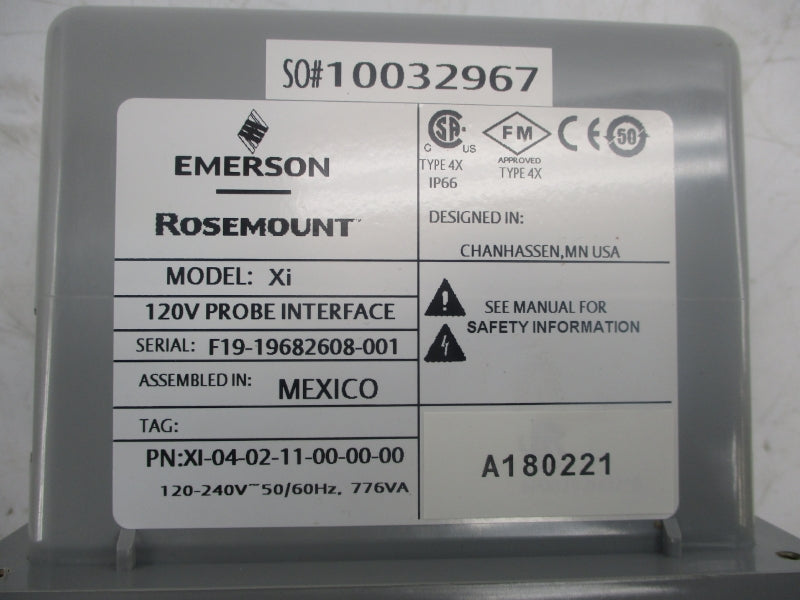 SO#10032967
EMERSON
ROSEMOUNT™
MODEL: Xi
120V PROBE INTERFACE
SERIAL: F19-19682608-001
ASSEMBLED IN: MEXICO
TAG:
PN:XI-04-02-11-00-00-00
120-240V~50/60Hz, 776VA
SA
C US
TYPE 4X
IP66
FM
APPROVED
TYPE 4X
CE
50
DESIGNED IN:
CHANHASSEN,MN USA
SEE MANUAL FOR
SAFETY INFORMATION
A180221